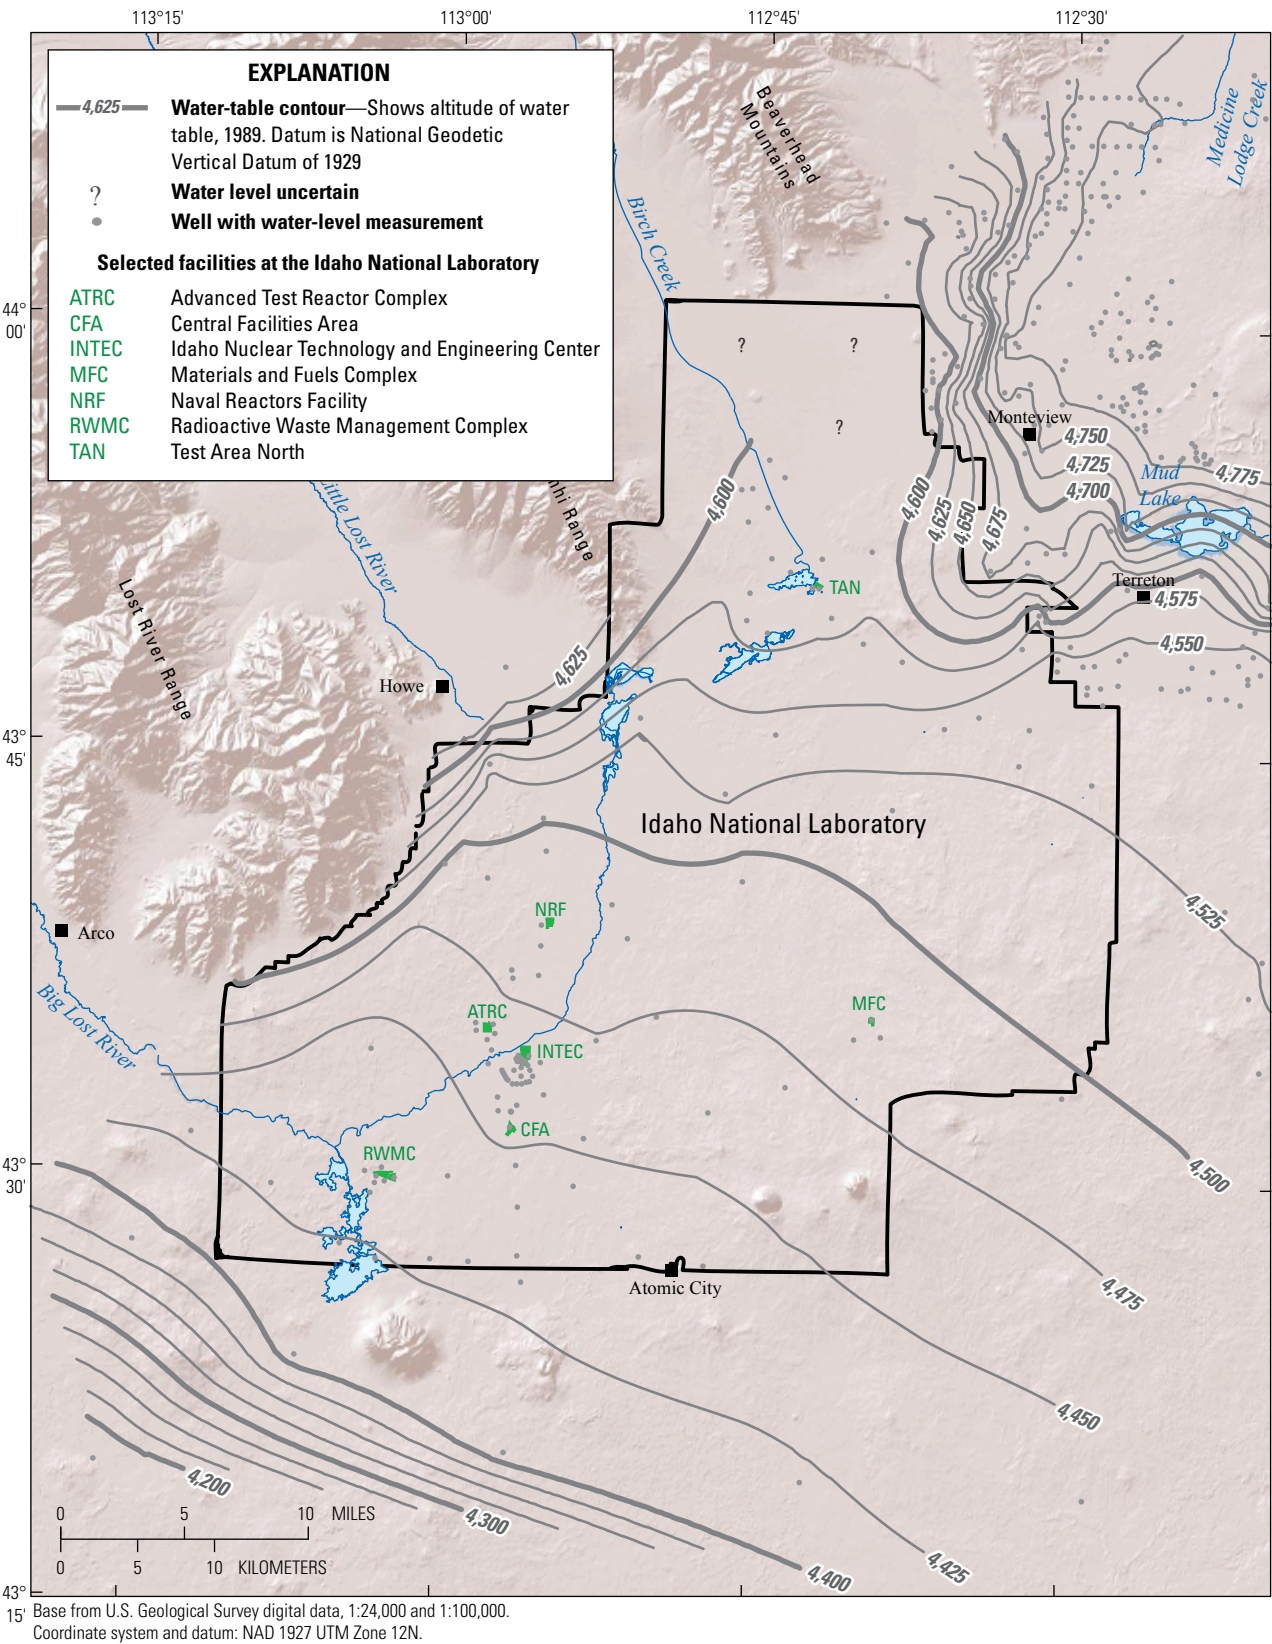 113°15'
113°00'
112°45'
112°30'
EXPLANATION
4,625
Water-table contour—Shows altitude of water
table, 1989. Datum is National Geodetic
Vertical Datum of 1929
? Water level uncertain
Well with water-level measurement
Selected facilities at the Idaho National Laboratory
ATRC Advanced Test Reactor Complex
CFA Central Facilities Area
INTEC Idaho Nuclear Technology and Engineering Center
MFC Materials and Fuels Complex
NRF Naval Reactors Facility
RWMC Radioactive Waste Management Complex
TAN Test Area North
Beaverhead
Mountains
Medicine
Lodge Creek
Birch Creek
44°
00'
?
?
?
Monteview
4,750
4,725
4,700
4,775
Mud
Lake
4,600
4,600
4,625
4,650
4,675
Little Lost River
Range
Lost River Range
TAN
Terreton
4,575
4,550
4,625
Howe
43°
45'
Idaho National Laboratory
NRF
4,525
Arco
Big Lost River
ATRC
MFC
INTEC
CFA
RWMC
43°
30'
4,500
Atomic City
4,475
4,450
4,200
4,300
4,400
4,425
0 5 10 MILES
0 5 10 KILOMETERS
43°
15'
Base from U.S. Geological Survey digital data, 1:24,000 and 1:100,000.
Coordinate system and datum: NAD 1927 UTM Zone 12N.